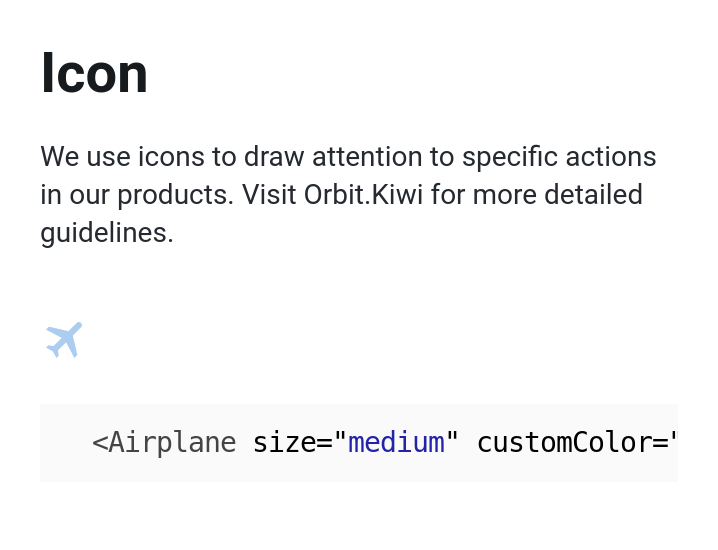 Icon
We use icons to draw attention to specific actions
in our products. Visit Orbit.Kiwi for more detailed
guidelines.
<Airplane size="medium" customColor="